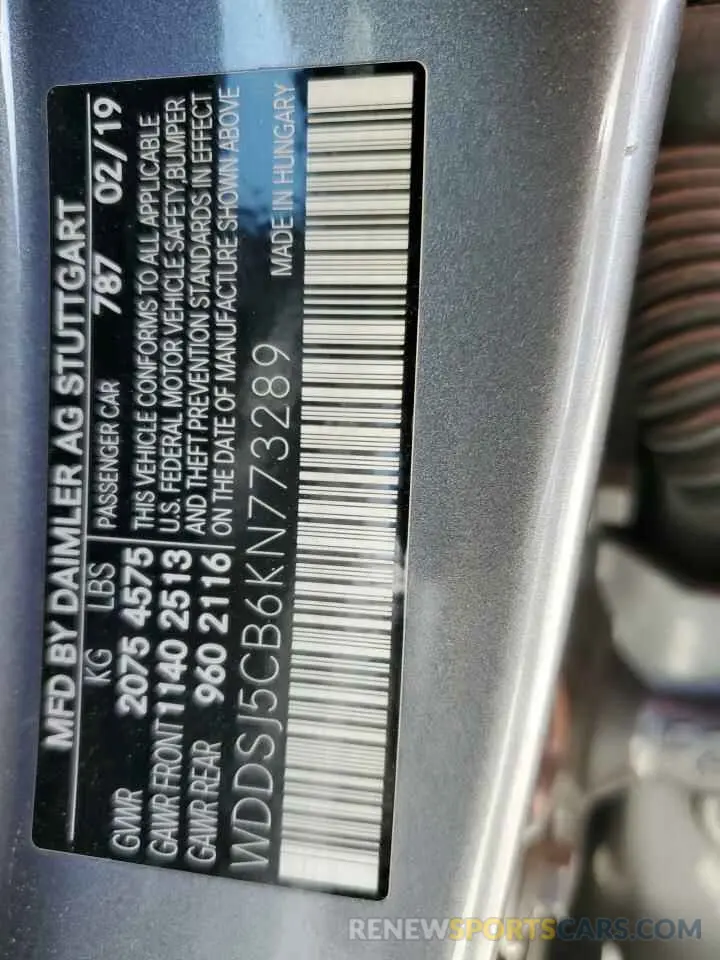 MFD BY DAIMLER AG STUTTGART
KG LBS PASSENGER CAR 787 02/19
GWR 2075 4575 THIS VEHICLE CONFORMS TO ALL APPLICABLE
GAWR FRONT 1140 2513 U.S. FEDERAL MOTOR VEHICLE SAFETY, BUMPER
GAWR REAR 960 2116 AND THEFT PREVENTION STANDARDS IN EFFECT
ON THE DATE OF MANUFACTURE SHOWN ABOVE
WDDSJ5CB6KN773289
MADE IN HUNGARY
RENEWSPORTSCARS.COM